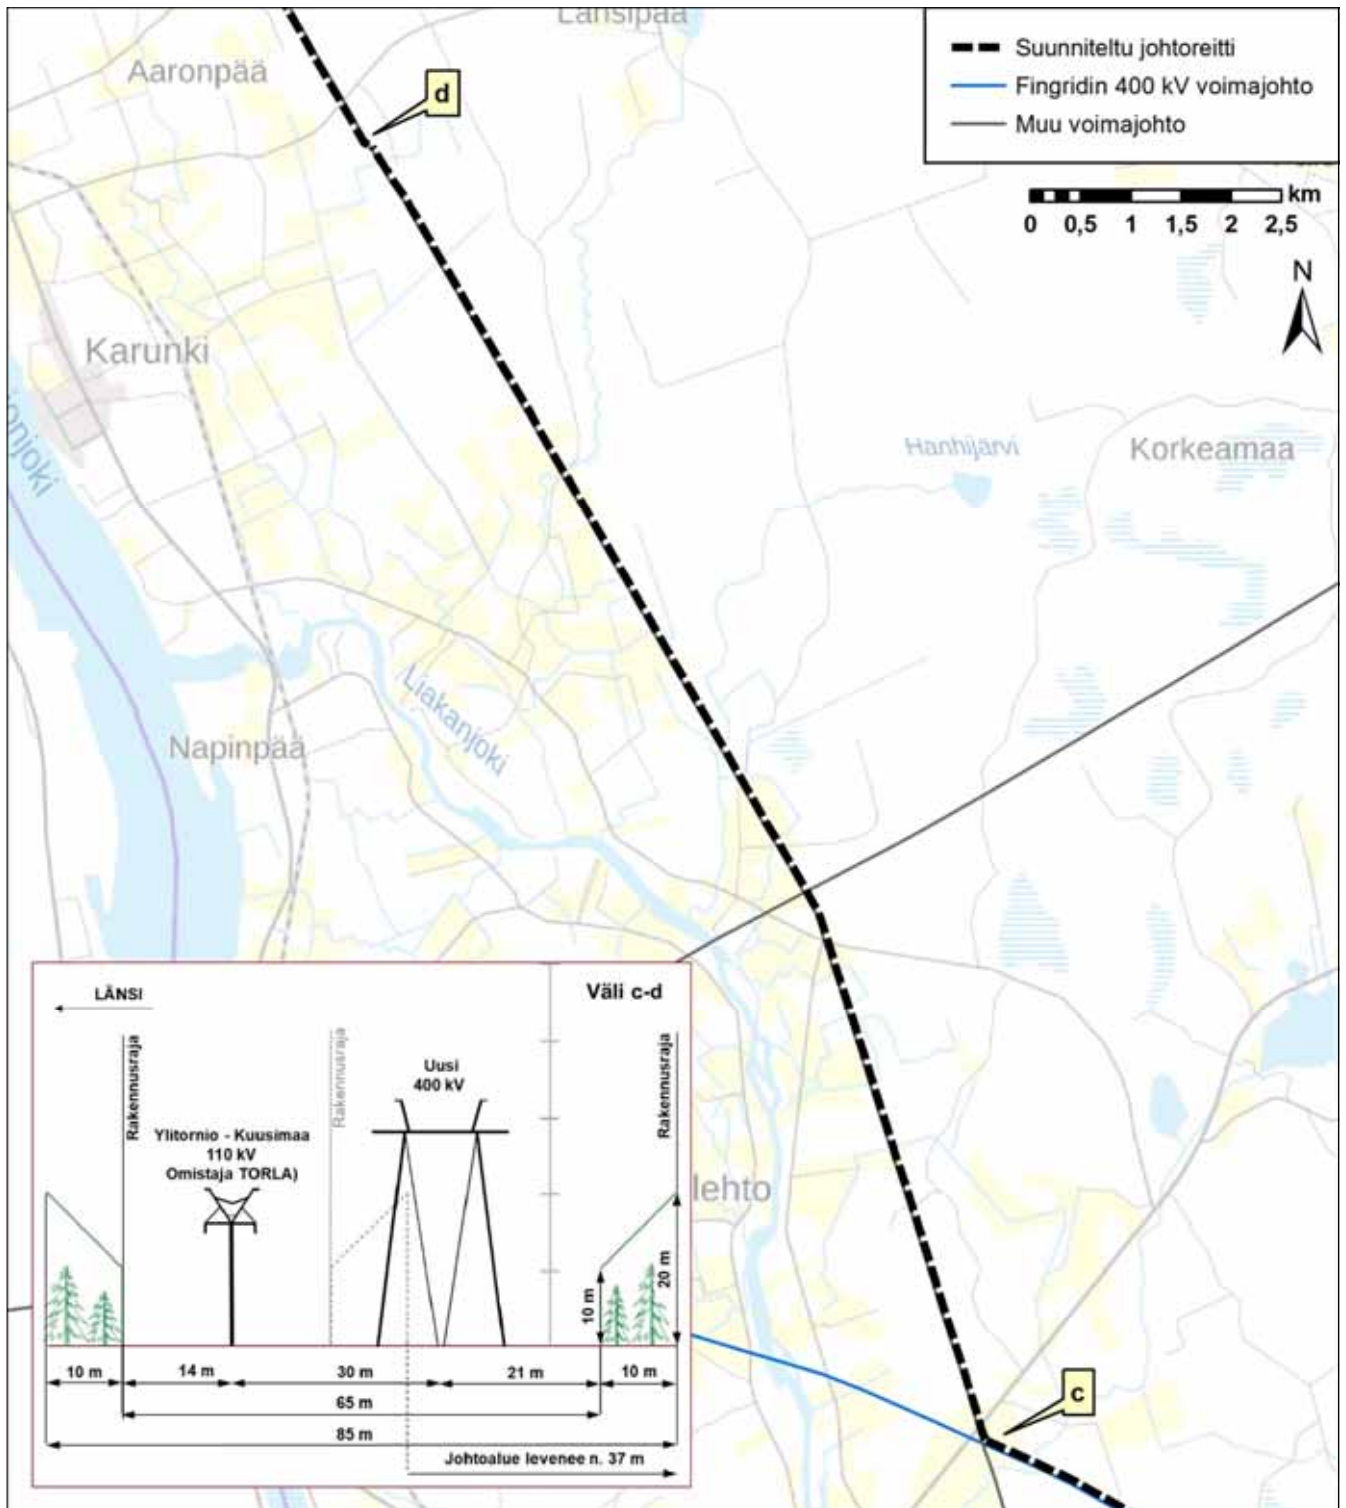 Länsipää
Aaronpää
d
Suunniteltu johtoreitti
Fingridin 400 kV voimajohto
Muu voimajohto
km
0 0,5 1 1,5 2 2,5
N
Karunki
Hanhijärvi
Korkeamaa
Liakanjoki
Napinpää
LÄNSI
Väli c-d
Rakennusraja
Rakennusraja
Rakennusraja
Uusi
400 kV
Ylitornio - Kuusimaa
110 kV
Omistaja TORLA)
lehto
10 m
20 m
10 m
14 m
30 m
21 m
10 m
65 m
85 m
Johtoalue levenee n. 37 m
c